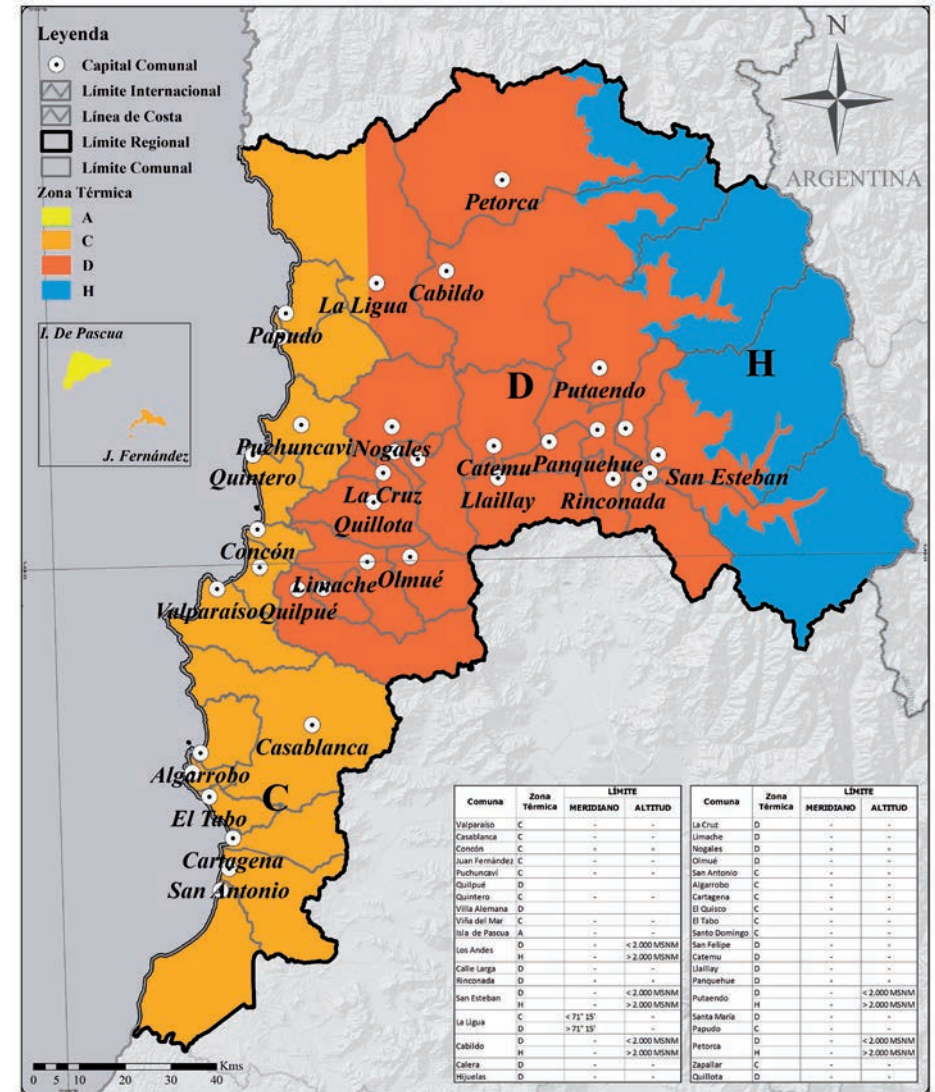 Leyenda
Capital Comunal
Límite Internacional
Línea de Costa
Límite Regional
Límite Comunal
Zona Térmica
A
C
D
H
I. De Pascua
J. Fernández
N
ARGENTINA
Petorca
Cabildo
La Ligua
Papudo
D
H
Putaendo
Puchuncavi
Nogales
Quintero
Catemu
Panquehue
San Esteban
La Cruz
Llaillay
Rinconada
Quillota
Concón
Limache
Olmué
Valparaíso
Quilpué
Casablanca
Algarrobo
C
El Tabo
Cartagena
San Antonio
0 5 10 20 30 40 Kms
Comuna Zona Térmica LÍMITE MERIDIANO ALTITUD
Valparaíso C - -
Casablanca C - -
Concón C - -
Juan Fernández C - -
Puchuncaví C - -
Quilpué D
Quintero C - -
Villa Alemana D
Viña del Mar C - -
Isla de Pascua A - -
Los Andes D - < 2.000 MSNM
H - > 2.000 MSNM
Calle Larga D - -
Rinconada D - -
San Esteban D - < 2.000 MSNM
H - > 2.000 MSNM
La Ligua C < 71° 15' -
D > 71° 15' -
Cabildo D - < 2.000 MSNM
H - > 2.000 MSNM
Calera D - -
Hijuelas D - -
Comuna Zona Térmica LÍMITE MERIDIANO ALTITUD
La Cruz D - -
Limache D - -
Nogales D - -
Olmué D - -
San Antonio C - -
Algarrobo C - -
Cartagena C - -
El Quisco C - -
El Tabo C - -
Santo Domingo C - -
San Felipe D - -
Catemu D - -
Llaillay D - -
Panquehue D - -
Putaendo D - < 2.000 MSNM
H - > 2.000 MSNM
Santa María D - -
Papudo C - -
Petorca D - < 2.000 MSNM
H - > 2.000 MSNM
Zapallar C - -
Quillota D - -